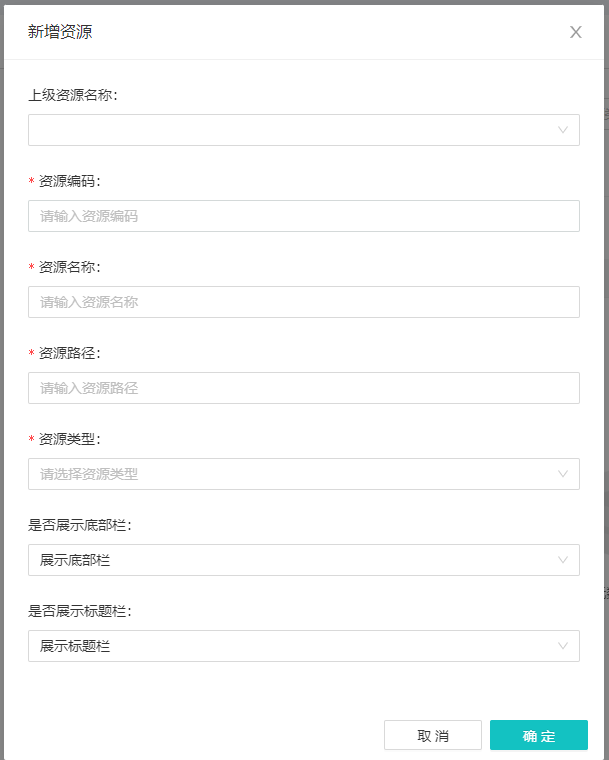 新增资源
上级资源名称:
* 资源编码:
请输入资源编码
* 资源名称:
请输入资源名称
* 资源路径:
请输入资源路径
* 资源类型:
请选择资源类型
是否展示底部栏:
展示底部栏
是否展示标题栏:
展示标题栏
取 消
确 定